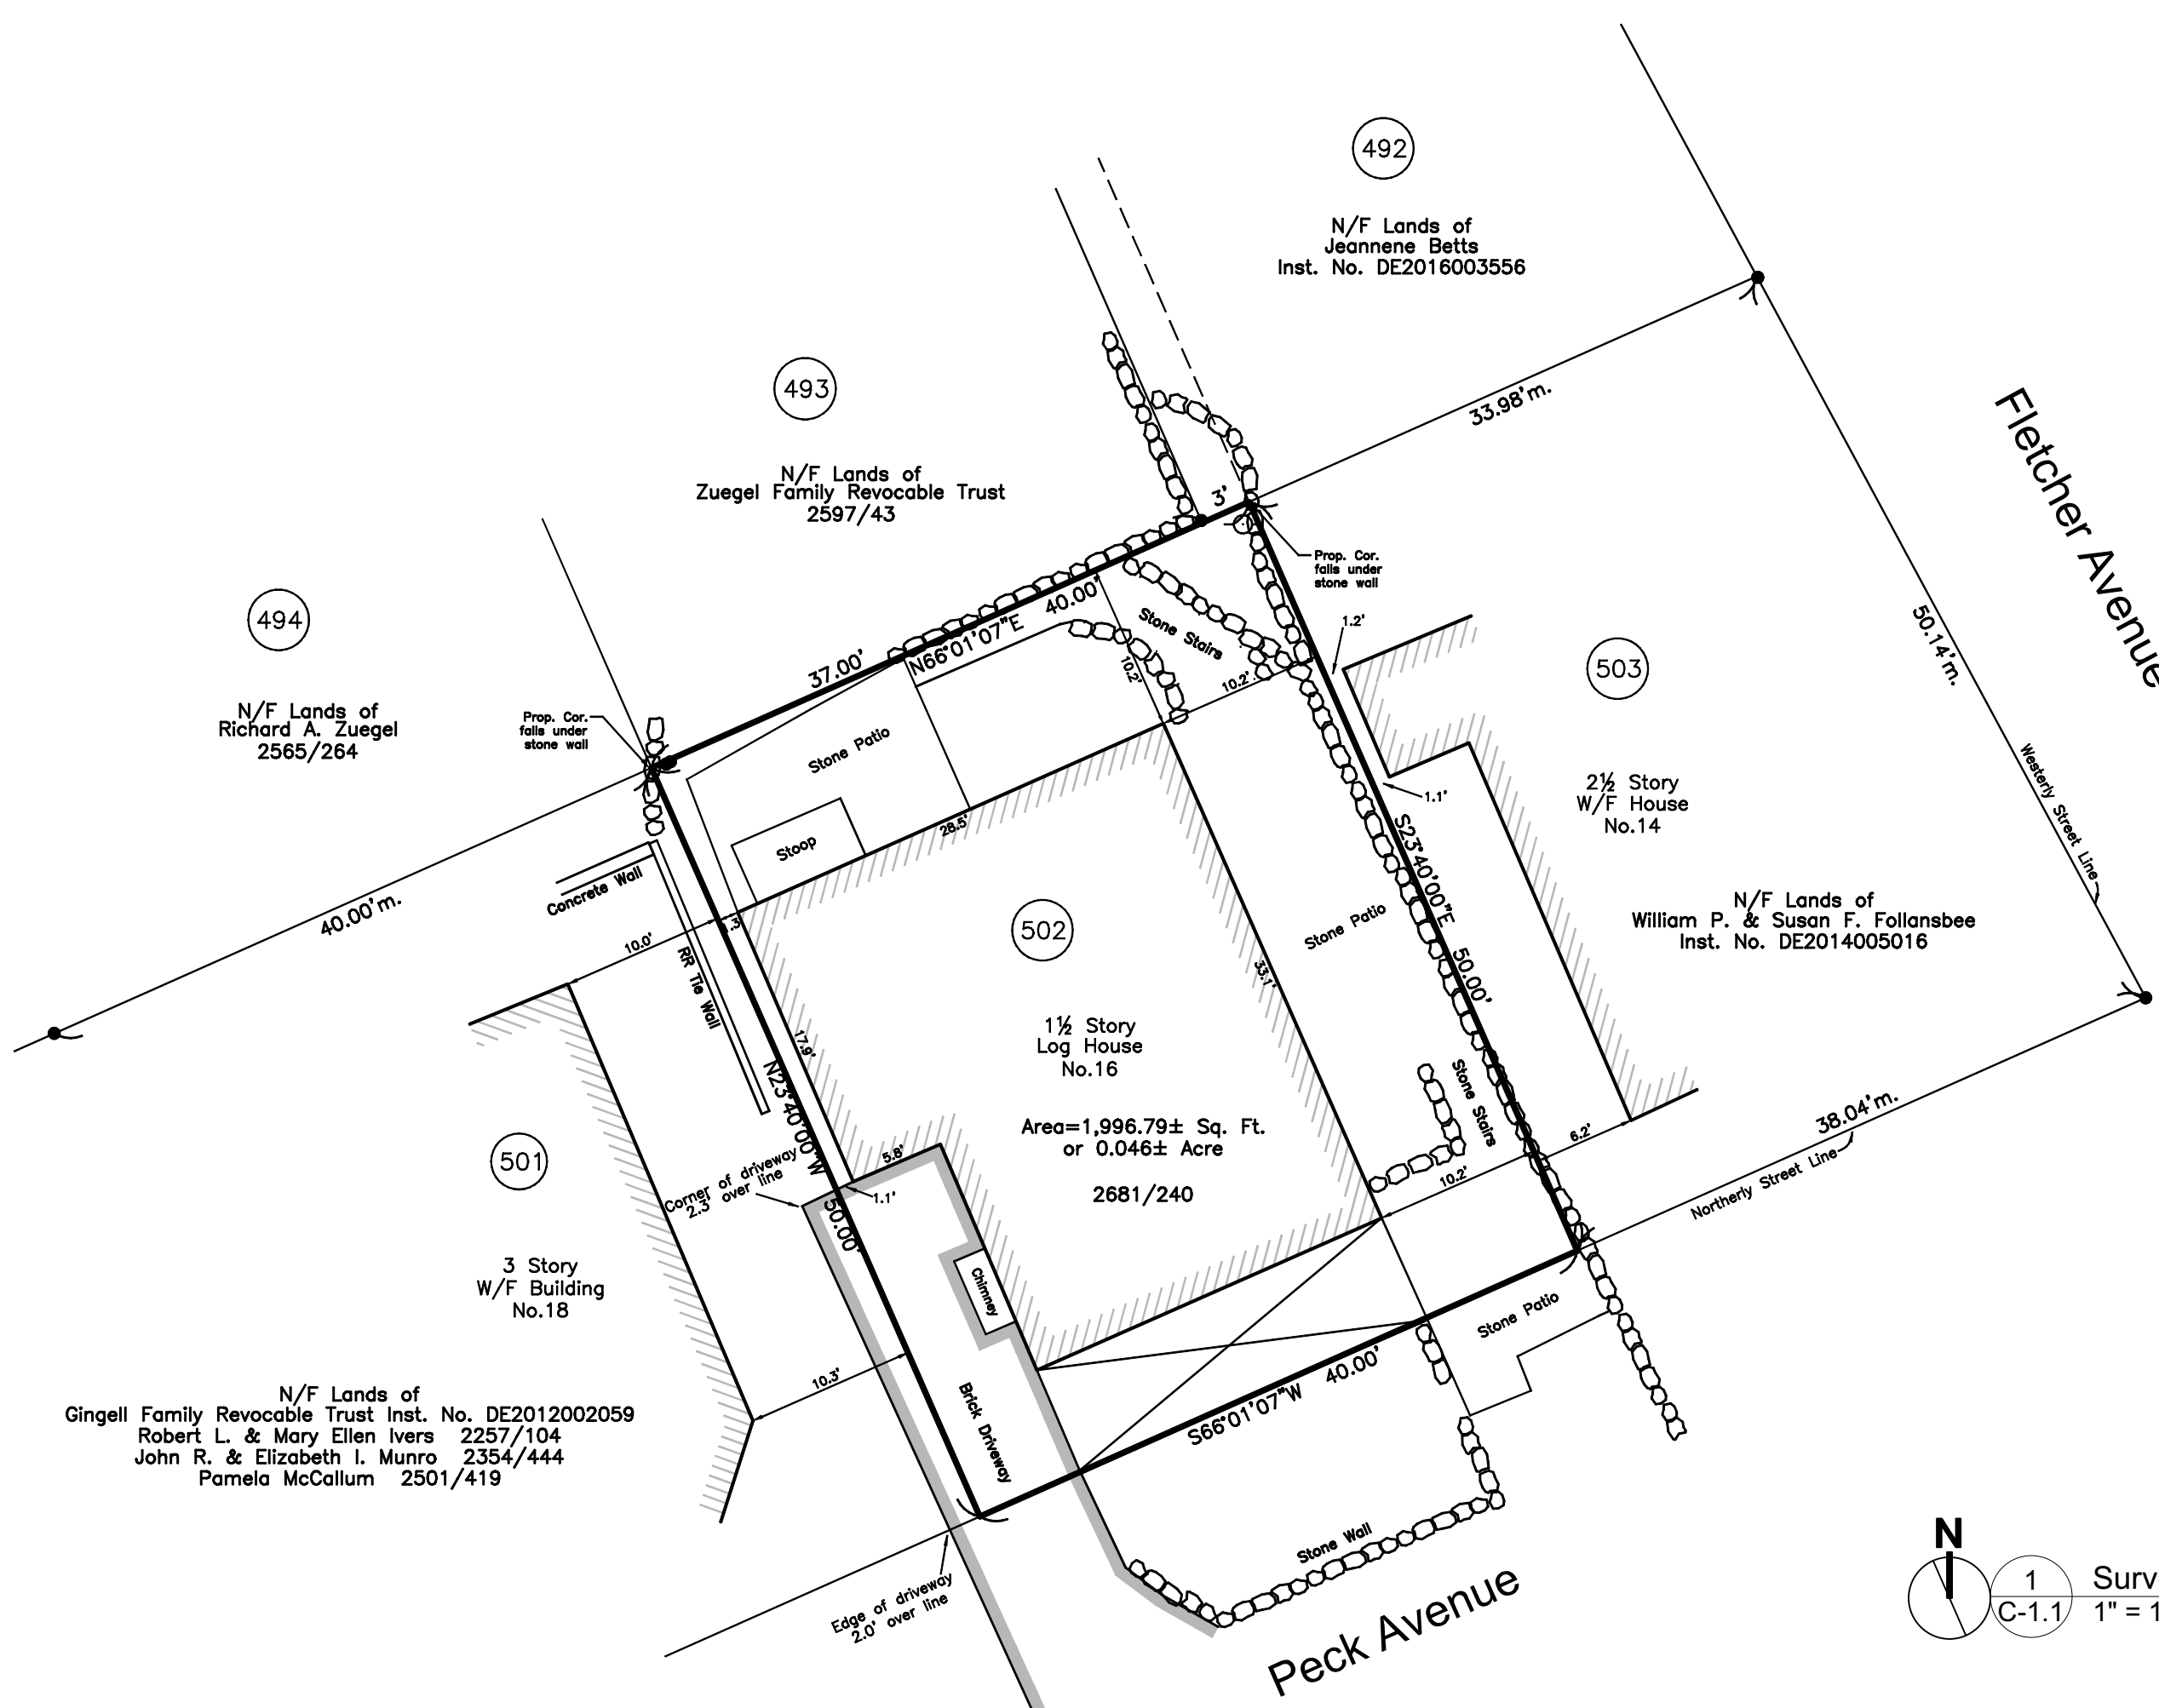 492
N/F Lands of
Jeannene Betts
Inst. No. DE2016003556
493
N/F Lands of
Zuegel Family Revocable Trust
2597/43
33.98'm.
Fletcher Avenue
3'
Prop. Cor.
falls under
stone wall
494
N/F Lands of
Richard A. Zuegel
2565/264
Prop. Cor.
falls under
stone wall
37.00'
N66°01'07"E
40.00'
Stone Stairs
10.2'
10.2'
1.2'
503
50.14'm.
Westerly Street Line
Stone Patio
Stoop
28.5'
2½ Story
W/F House
No.14
1.1'
S23°40'00"E
50.00'
N/F Lands of
William P. & Susan F. Follansbee
Inst. No. DE2014005016
Concrete Wall
40.00'm.
10.0'
RR Tie Wall
502
Stone Patio
33.1'
17.9'
1½ Story
Log House
No.16
Area=1,996.79± Sq. Ft.
or 0.046± Acre
2681/240
N23°40'00"W
50.00'
501
Corner of driveway
2.3' over line
5.8'
1.1'
Stone Stairs
10.2'
6.2'
38.04'm.
Northerly Street Line
3 Story
W/F Building
No.18
Chimney
10.3'
Brick Driveway
Stone Patio
S66°01'07"W
40.00'
N/F Lands of
Gingell Family Revocable Trust Inst. No. DE2012002059
Robert L. & Mary Ellen Ivers 2257/104
John R. & Elizabeth I. Munro 2354/444
Pamela McCallum 2501/419
Stone Wall
Edge of driveway
2.0' over line
Peck Avenue
N
1
C-1.1
Surv
1" = 1